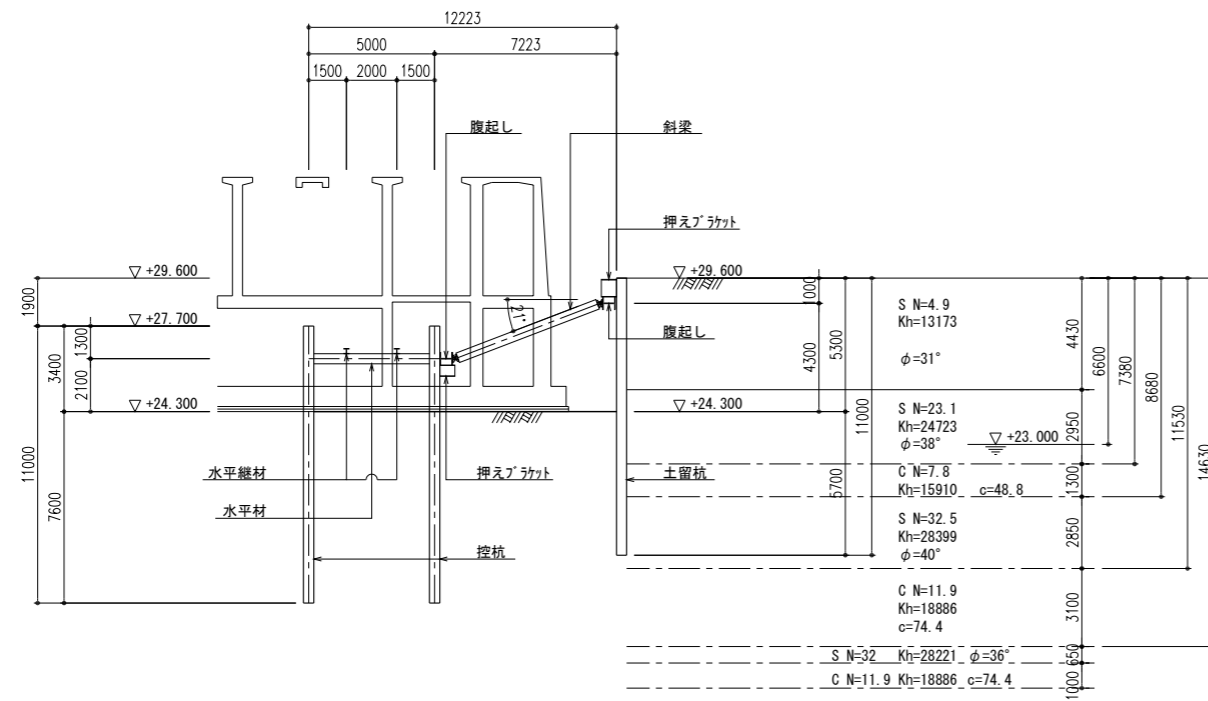 12223
5000
7223
1500
2000
1500
腹起し
斜梁
押えブラケット
▽ +29.600
▽ +29.600
1900
1000
21°
S N=4.9
Kh=13173
φ=31°
4430
▽ +27.700
1300
腹起し
4300
5300
6600
7380
8680
3400
2100
▽ +24.300
▽ +24.300
11000
S N=23.1
Kh=24723
φ=38°
▽ +23.000
2950
11530
14630
11000
水平継材
押えブラケット
土留杭
5700
C N=7.8
Kh=15910 c=48.8
1300
7600
水平材
S N=32.5
Kh=28399
φ=40°
2850
控杭
C N=11.9
Kh=18886
c=74.4
3100
S N=32 Kh=28221 φ=36°
650
C N=11.9 Kh=18886 c=74.4
1000